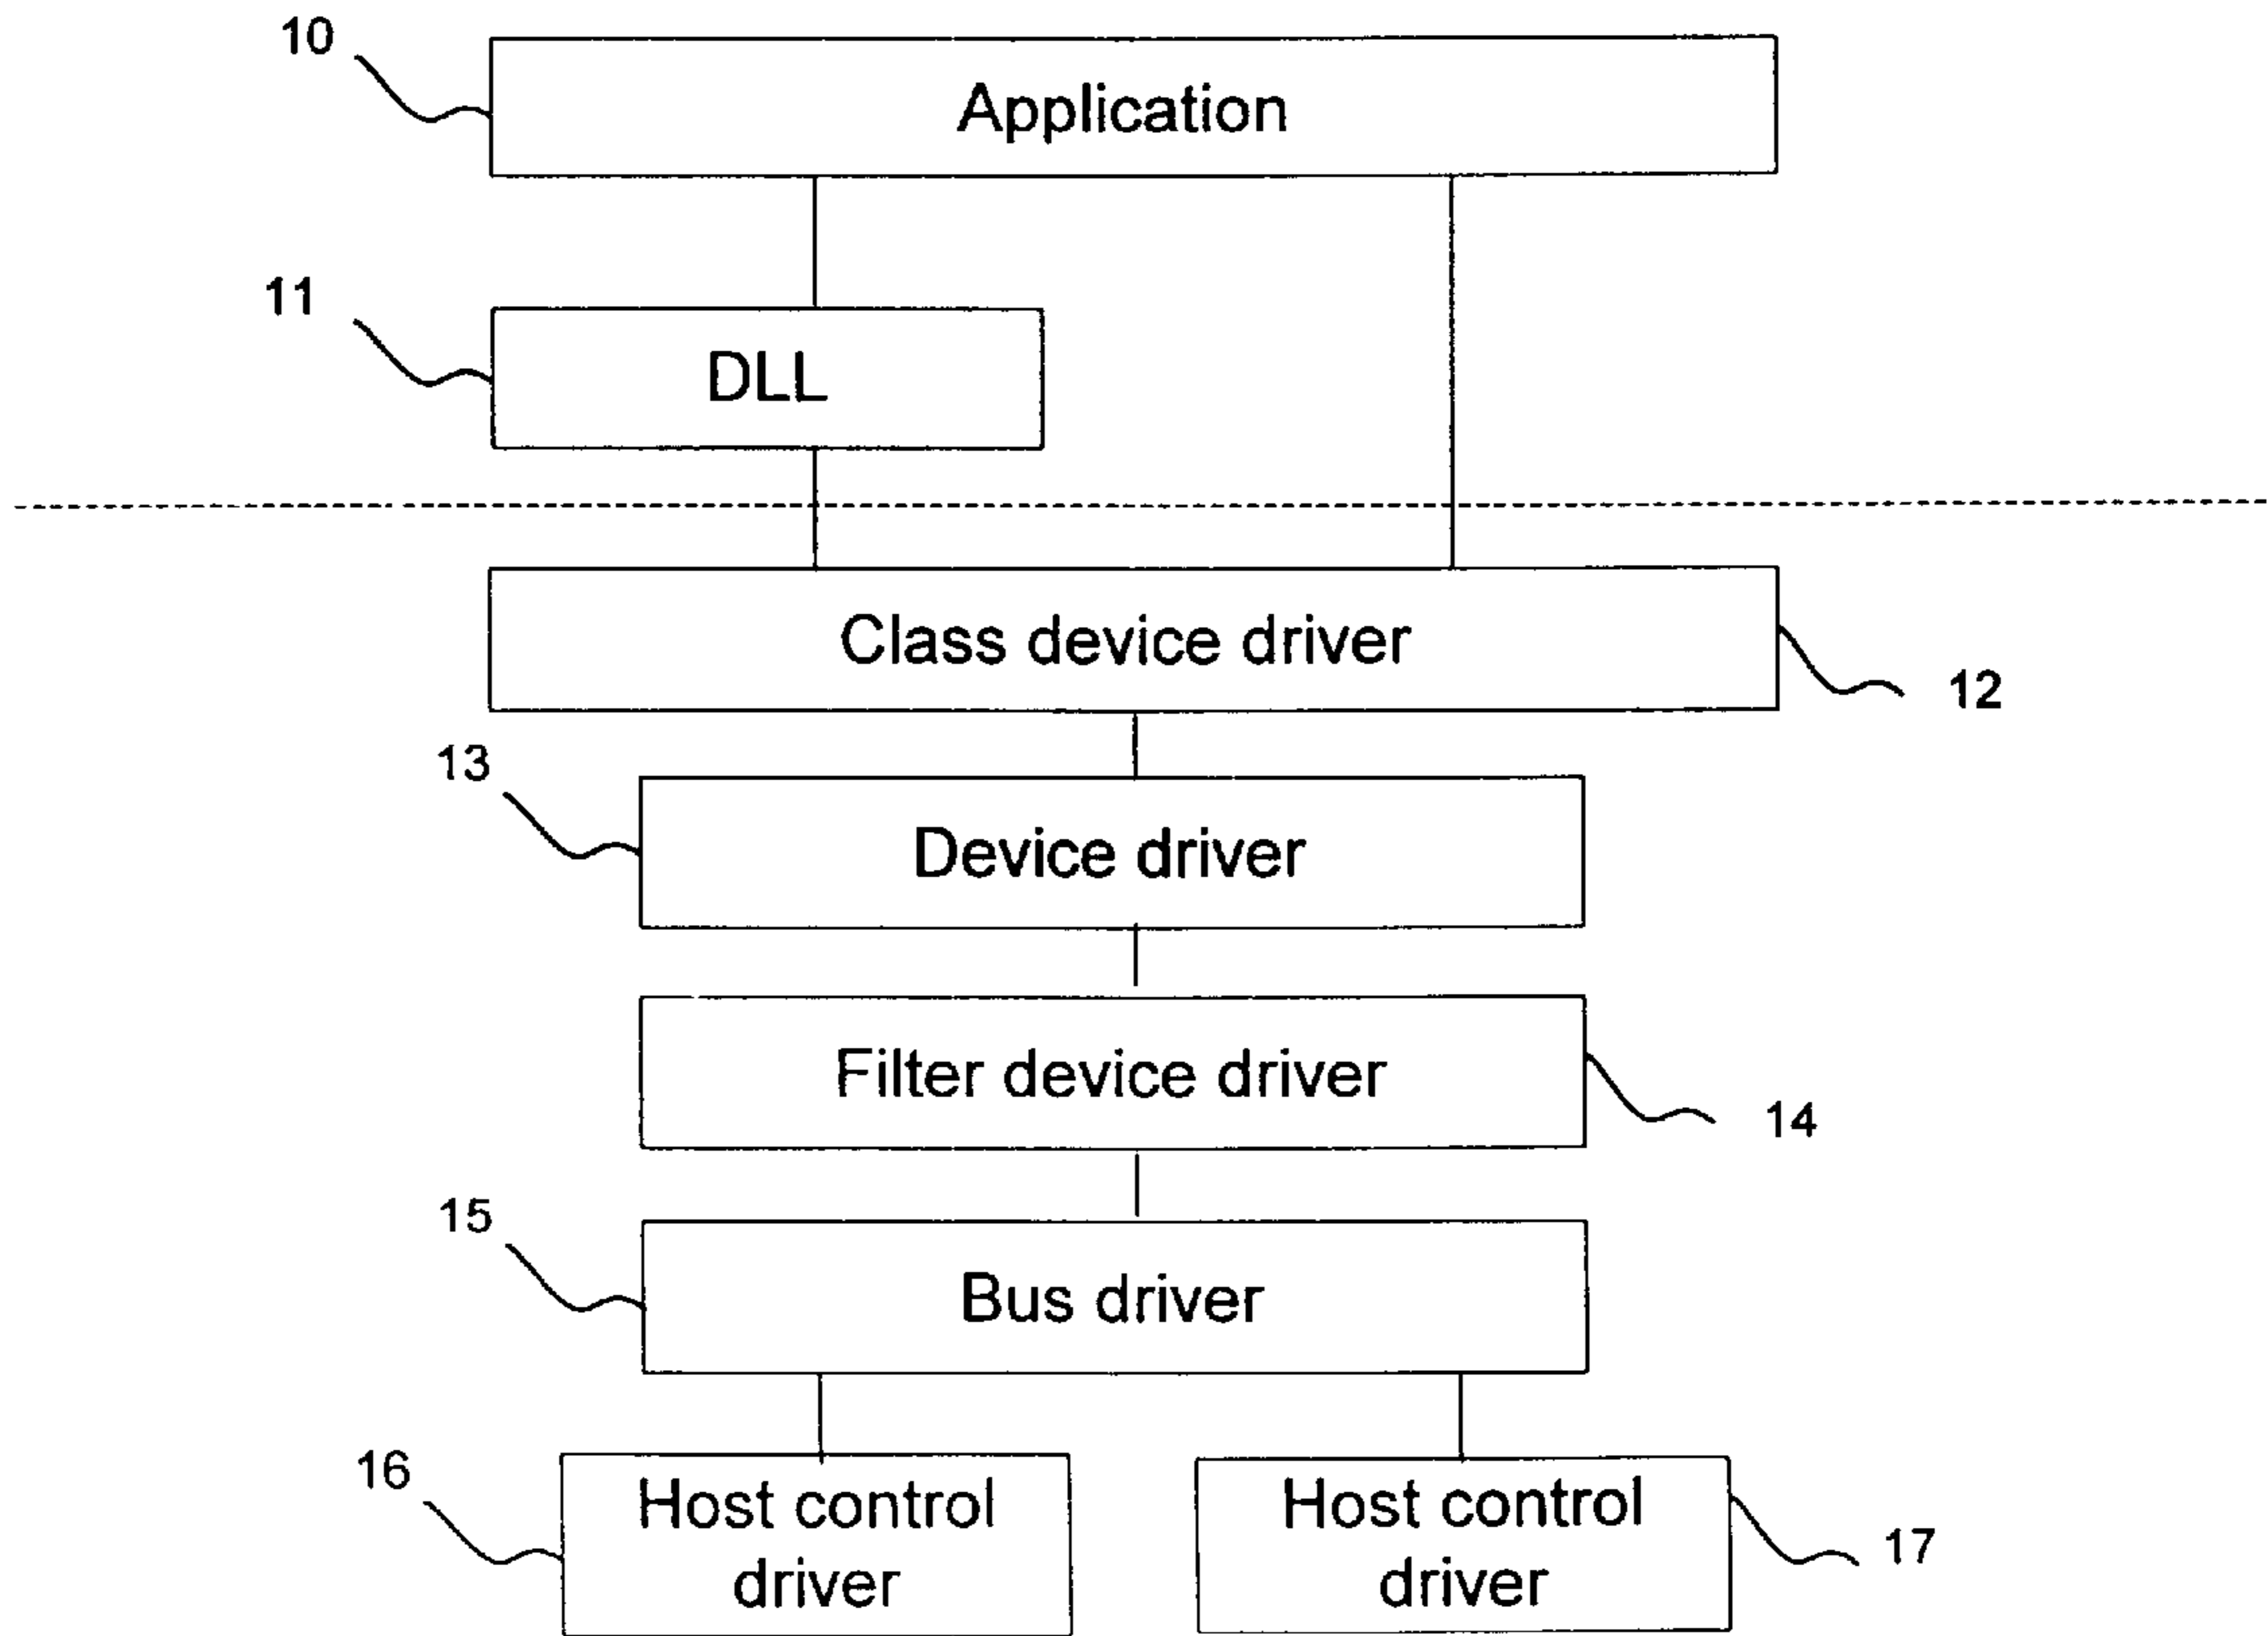 10
Application
11
DLL
Class device driver
12
13
Device driver
Filter device driver
14
15
Bus driver
16
Host control
driver
Host control
driver
17